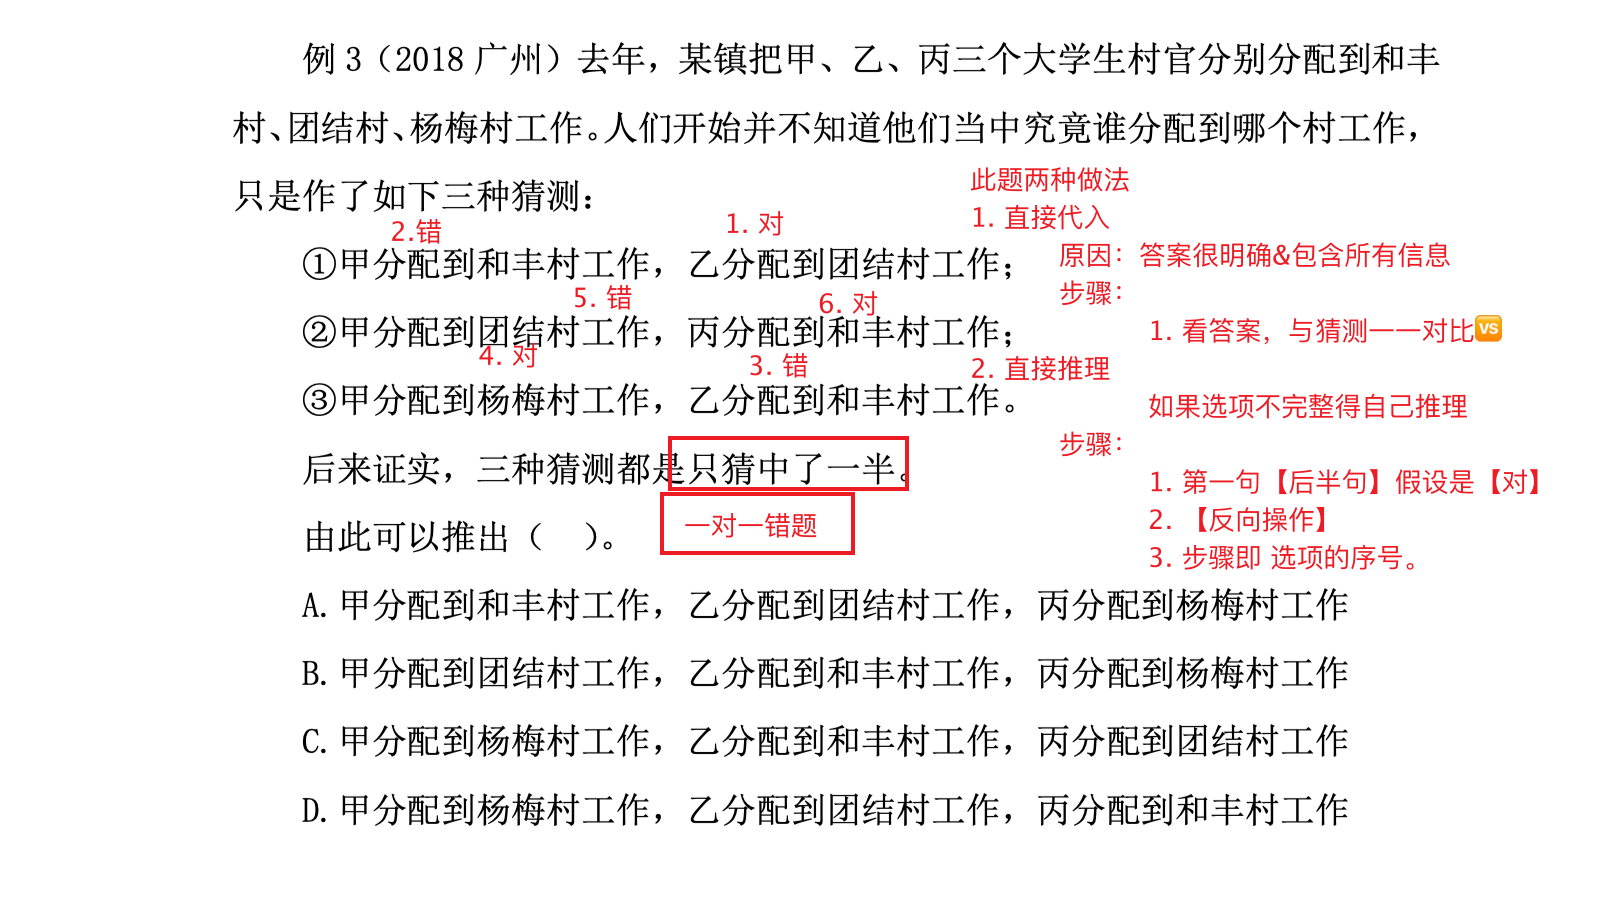 例 3（2018 广州）去年，某镇把甲、乙、丙三个大学生村官分别分配到和丰
村、团结村、杨梅村工作。人们开始并不知道他们当中究竟谁分配到哪个村工作，
只是作了如下三种猜测：
此题两种做法
1. 直接代入
2.错
1. 对
①甲分配到和丰村工作，乙分配到团结村工作；
原因：答案很明确&包含所有信息
步骤：
5. 错
6. 对
②甲分配到团结村工作，丙分配到和丰村工作；
1. 看答案，与猜测一一对比🆚
4. 对
3. 错
2. 直接推理
③甲分配到杨梅村工作，乙分配到和丰村工作。
如果选项不完整得自己推理
步骤：
后来证实，三种猜测都是只猜中了一半。
1. 第一句【后半句】假设是【对】
一对一错题
2. 【反向操作】
由此可以推出（　）。
3. 步骤即 选项的序号。
A. 甲分配到和丰村工作，乙分配到团结村工作，丙分配到杨梅村工作
B. 甲分配到团结村工作，乙分配到和丰村工作，丙分配到杨梅村工作
C. 甲分配到杨梅村工作，乙分配到和丰村工作，丙分配到团结村工作
D. 甲分配到杨梅村工作，乙分配到团结村工作，丙分配到和丰村工作